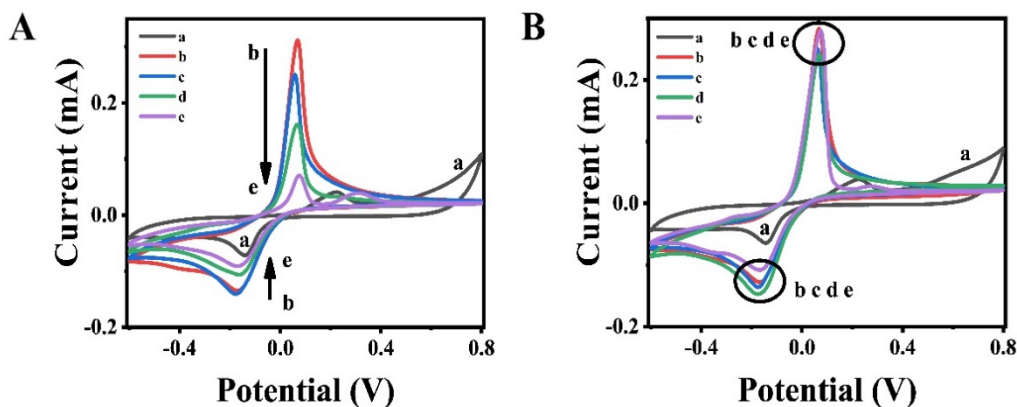 A
Current (mA)
0.2
0.0
-0.2
a
b
c
d
c
b
e
a
a
e
b
-0.4
0.0
0.4
0.8
Potential (V)
B
Current (mA)
0.2
0.0
-0.2
a
b
c
d
c
b c d e
a
a
b c d e
-0.4
0.0
0.4
0.8
Potential (V)